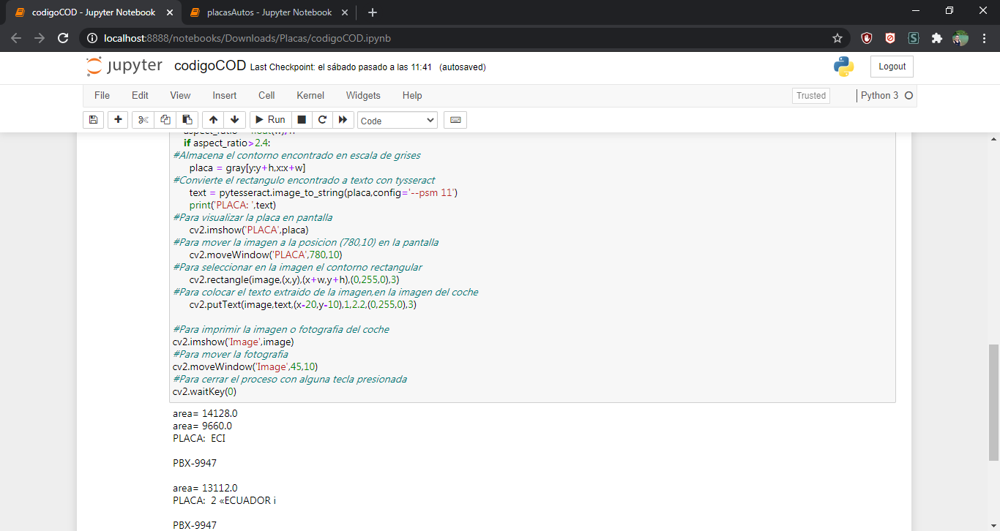 codigoCOD - Jupyter Notebook
placasAutos - Jupyter Notebook
localhost:8888/notebooks/Downloads/Placas/codigoCOD.ipynb
jupyter codigoCOD Last Checkpoint: el sábado pasado a las 11:41 (autosaved)
Logout
File Edit View Insert Cell Kernel Widgets Help
Trusted
Python 3
Run
Code
if aspect_ratio>2.4:
#Almacena el contorno encontrado en escala de grises
placa = gray[y:y+h,x:x+w]
#Convierte el rectangulo encontrado a texto con tysseract
text = pytesseract.image_to_string(placa,config='--psm 11')
print('PLACA: ',text)
#Para visualizar la placa en pantalla
cv2.imshow('PLACA',placa)
#Para mover la imagen a la posicion (780,10) en la pantalla
cv2.moveWindow('PLACA',780,10)
#Para seleccionar en la imagen el contorno rectangular
cv2.rectangle(image,(x,y),(x+w,y+h),(0,255,0),3)
#Para colocar el texto extraido de la imagen,en la imagen del coche
cv2.putText(image,text,(x-20,y-10),1,2.2,(0,255,0),3)
#Para imprimir la imagen o fotografia del coche
cv2.imshow('Image',image)
#Para mover la fotografia
cv2.moveWindow('Image',45,10)
#Para cerrar el proceso con alguna tecla presionada
cv2.waitKey(0)
area= 14128.0
area= 9660.0
PLACA: ECI
PBX-9947
area= 13112.0
PLACA: 2 «ECUADOR i
PBX-9947